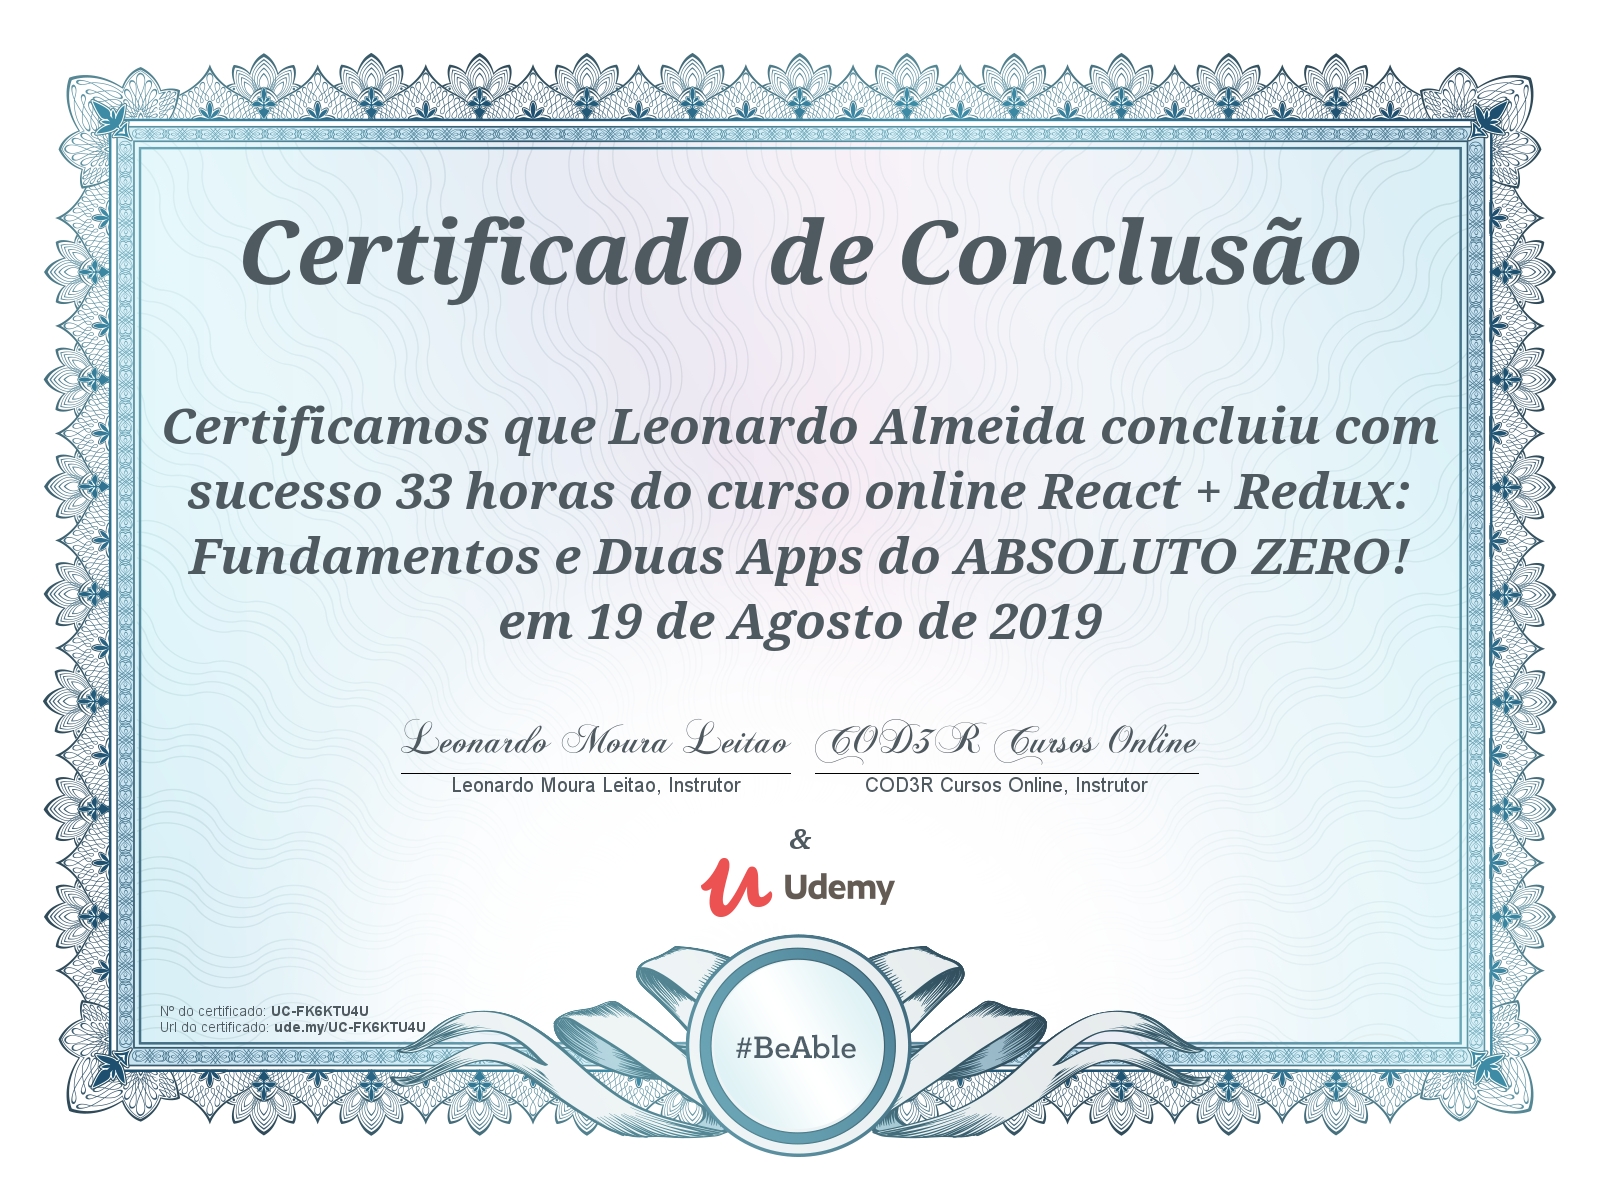 Certificado de Conclusão
Certificamos que Leonardo Almeida concluiu com
sucesso 33 horas do curso online React + Redux:
Fundamentos e Duas Apps do ABSOLUTO ZERO!
em 19 de Agosto de 2019
Leonardo Moura Leitao COD3R Cursos Online
Leonardo Moura Leitao, Instrutor COD3R Cursos Online, Instrutor
&
Udemy
Nº do certificado: UC-FK6KTU4U
Url do certificado: ude.my/UC-FK6KTU4U
#BeAble